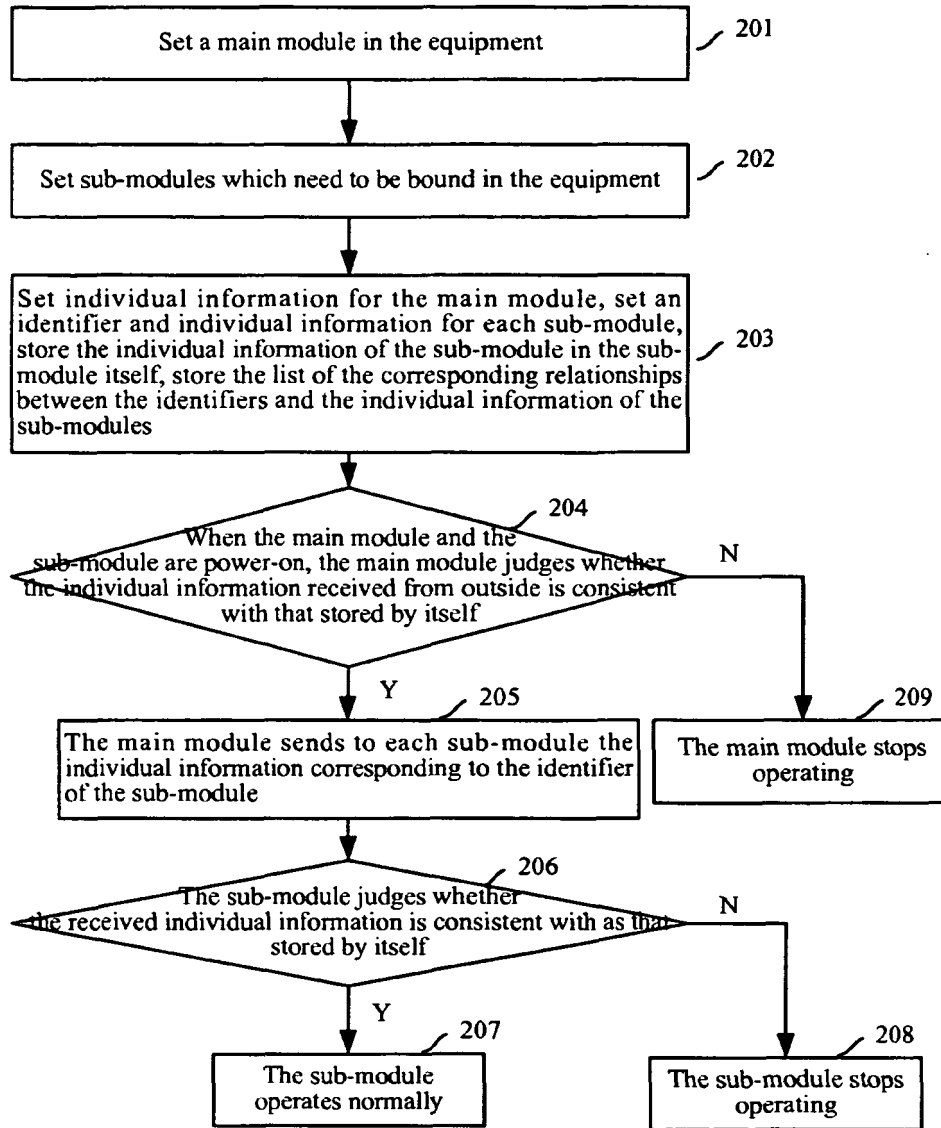 Set a main module in the equipment
201
Set sub-modules which need to be bound in the equipment
202
Set individual information for the main module, set an
identifier and individual information for each sub-module,
store the individual information of the sub-module in the sub-
module itself, store the list of the corresponding relationships
between the identifiers and the individual information of the
sub-modules
203
204
When the main module and the
sub-module are power-on, the main module judges whether
the individual information received from outside is consistent
with that stored by itself
N
Y
205
The main module sends to each sub-module the
individual information corresponding to the identifier
of the sub-module
209
The main module stops
operating
206
The sub-module judges whether
the received individual information is consistent with as that
stored by itself
N
Y
207
The sub-module
operates normally
208
The sub-module stops
operating